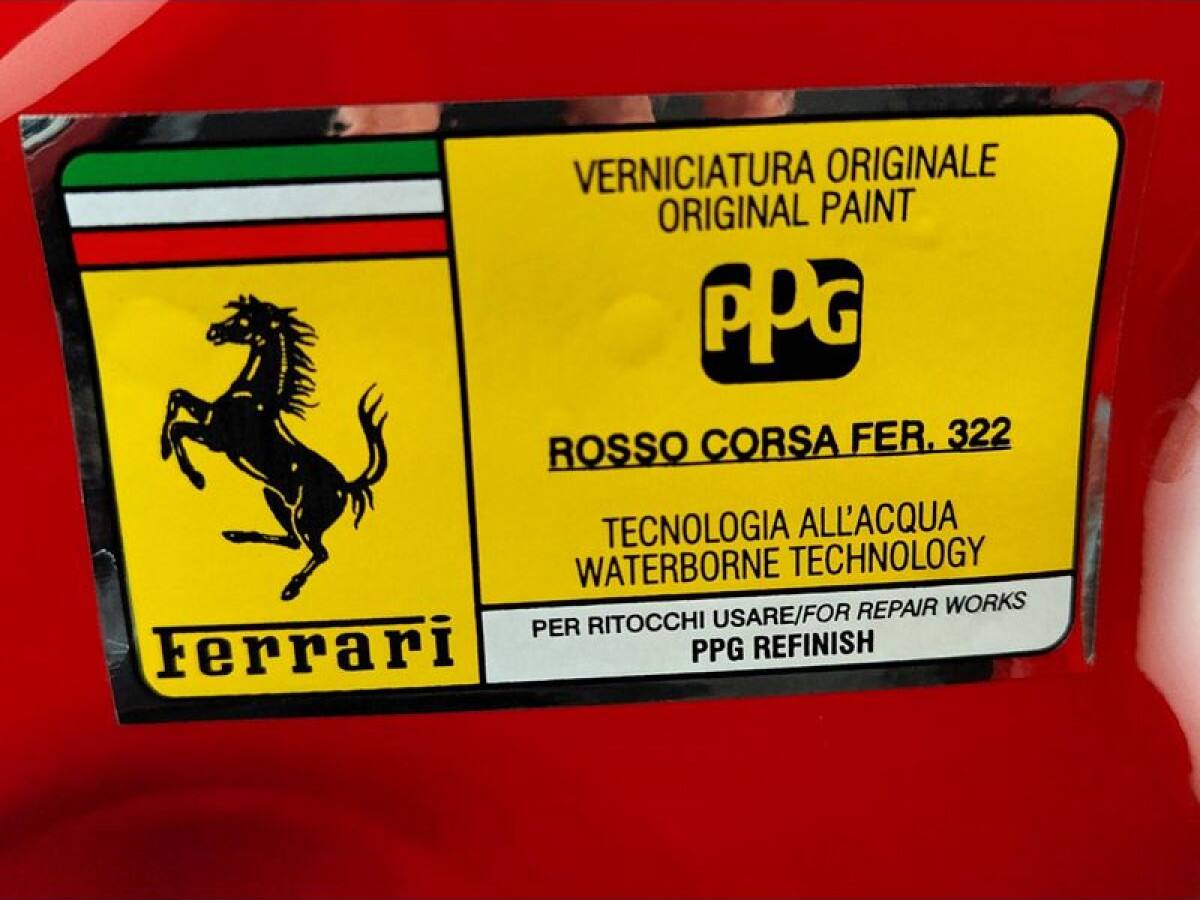 Ferrari
VERNICIATURA ORIGINALE
ORIGINAL PAINT
PPG
ROSSO CORSA FER. 322
TECNOLOGIA ALL'ACQUA
WATERBORNE TECHNOLOGY
PER RITOCCHI USARE/FOR REPAIR WORKS
PPG REFINISH